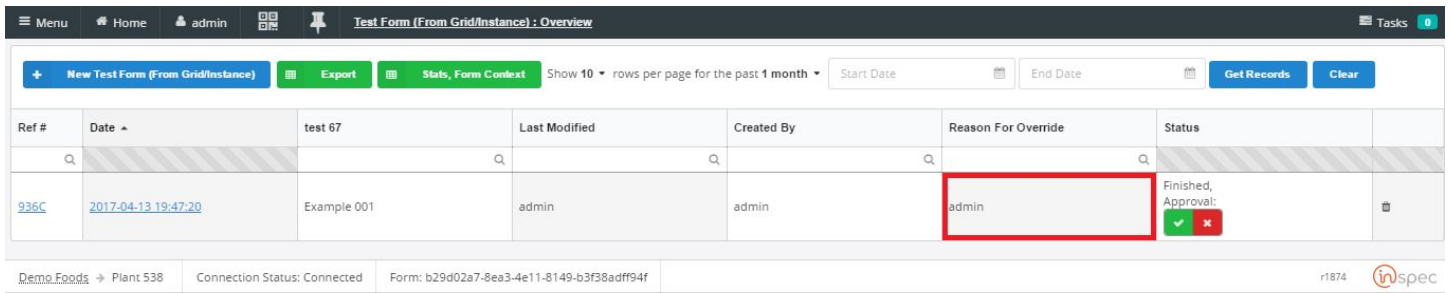 Menu Home admin Test Form (From Grid/Instance) : Overview Tasks 0
+ New Test Form (From Grid/Instance) Export Stats, Form Context Show 10 rows per page for the past 1 month Start Date End Date Get Records Clear
Ref # Date test 67 Last Modified Created By Reason For Override Status
936C 2017-04-13 19:47:20 Example 001 admin admin admin Finished,
Approval:
Demo Foods → Plant 538 Connection Status: Connected Form: b29d02a7-8ea3-4e11-8149-b3f38adff94f r1874 inspec